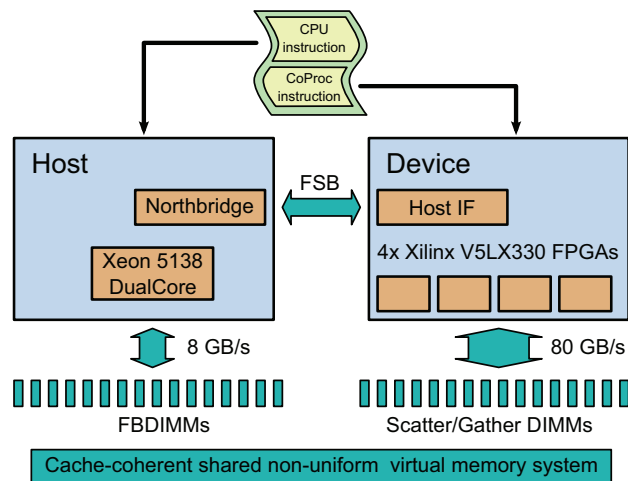 CPU
instruction
CoProc
instruction
Host
Device
FSB
Northbridge
Host IF
Xeon 5138
DualCore
4x Xilinx V5LX330 FPGAs
8 GB/s
80 GB/s
FBDIMMs
Scatter/Gather DIMMs
Cache-coherent shared non-uniform virtual memory system